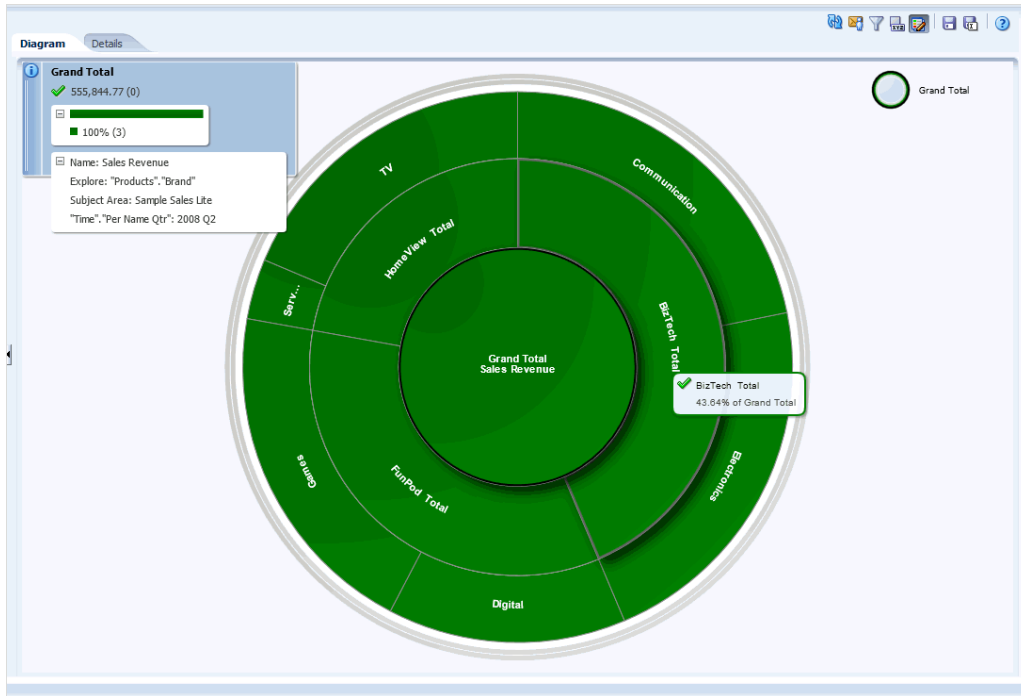 Diagram
Details
Grand Total
555,844.77 (0)
100% (3)
Name: Sales Revenue
Explore: "Products"."Brand"
Subject Area: Sample Sales Lite
"Time"."Per Name Qtr": 2008 Q2
Grand Total
TV
Communication
HomeView Total
Serv...
BizTech Total
Grand Total
Sales Revenue
BizTech Total
43.64% of Grand Total
Games
FunPod Total
Electronics
Digital